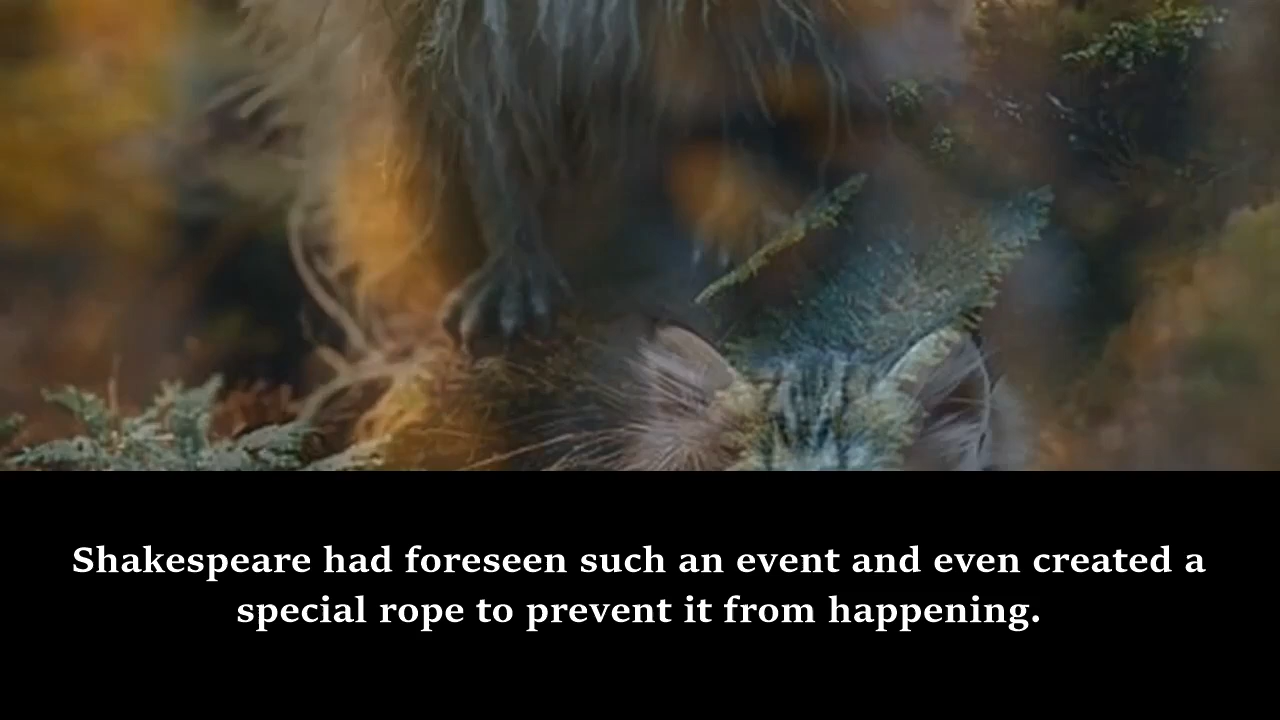 Shakespeare had foreseen such an event and even created a
special rope to prevent it from happening.